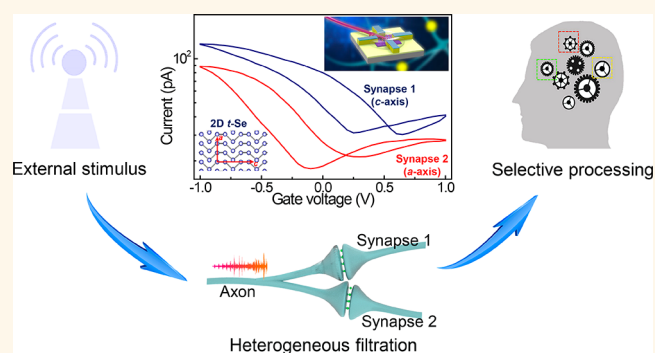 External stimulus
Current (pA)
10²
Synapse 1
(c-axis)
2D t-Se
a
c
Synapse 2
(a-axis)
-1.0 -0.5 0.0 0.5 1.0
Gate voltage (V)
Selective processing
Axon
Synapse 1
Synapse 2
Heterogeneous filtration